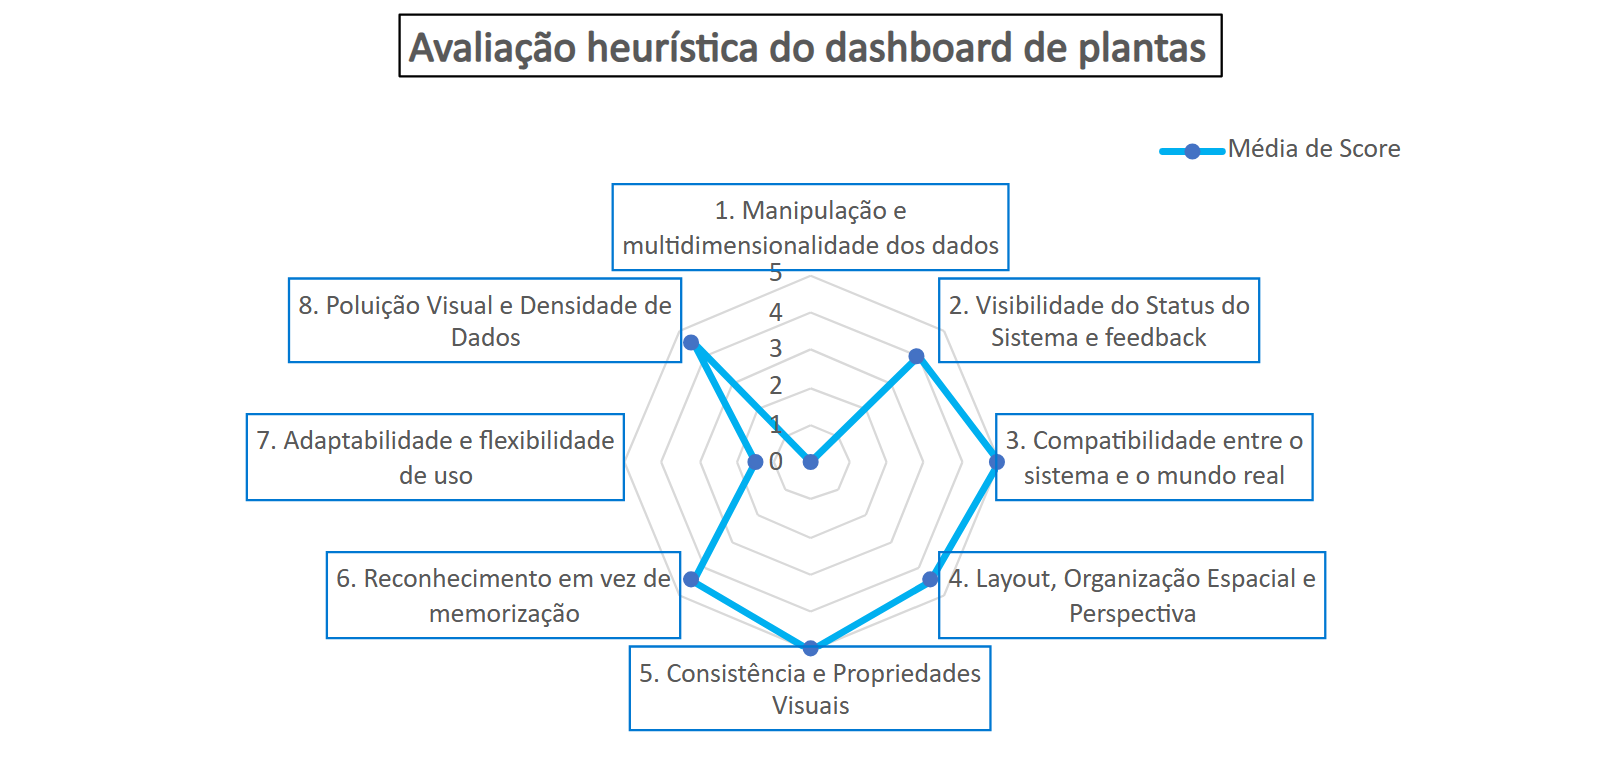 Avaliação heurística do dashboard de plantas
Média de Score
1. Manipulação e
multidimensionalidade dos dados
5
8. Poluição Visual e Densidade de
Dados
4
2. Visibilidade do Status do
Sistema e feedback
3
2
1
7. Adaptabilidade e flexibilidade
de uso
0
3. Compatibilidade entre o
sistema e o mundo real
6. Reconhecimento em vez de
memorização
4. Layout, Organização Espacial e
Perspectiva
5. Consistência e Propriedades
Visuais